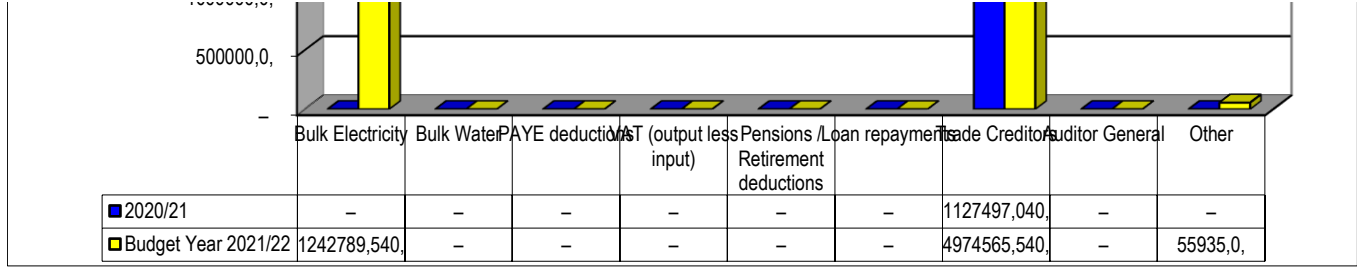 500000,0,
–
Bulk Electricity Bulk Water PAYE deductions VAT (output less input) Pensions / Retirement deductions Loan repayments Trade Creditors Auditor General Other
2020/21 – – – – – – 1127497,040, – –
Budget Year 2021/22 1242789,540, – – – – – 4974565,540, – 55935,0,